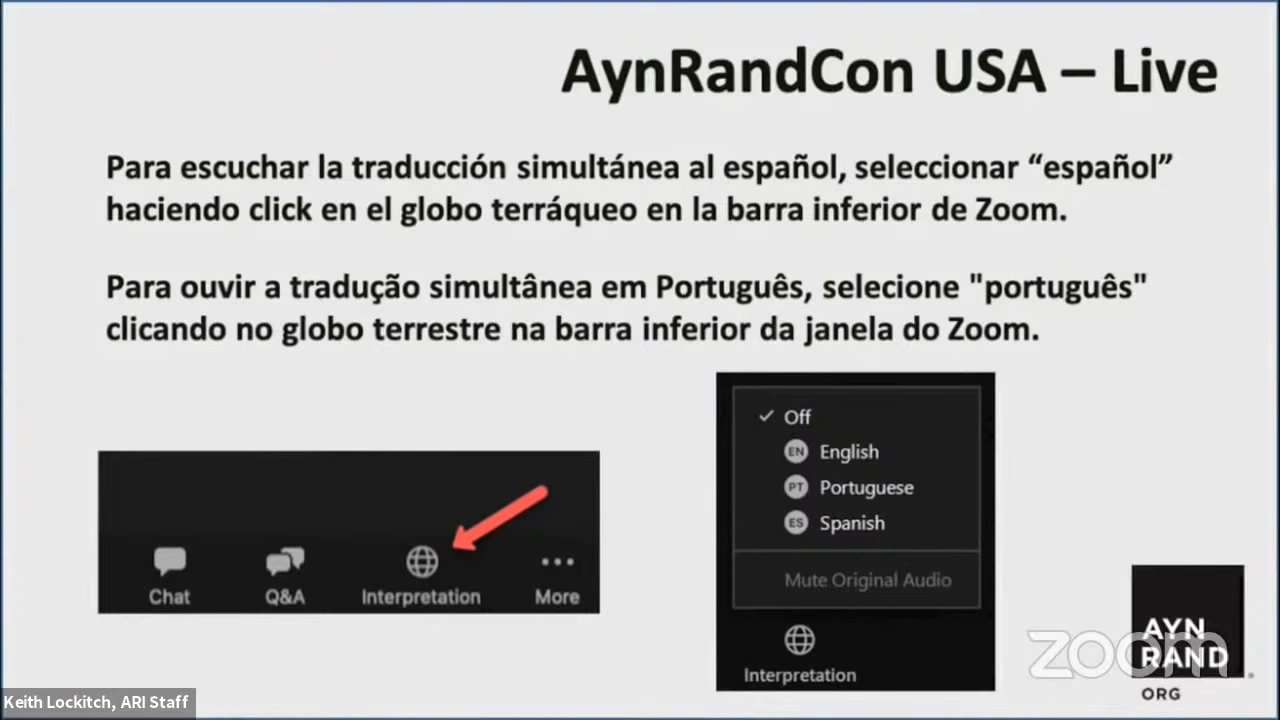 AynRandCon USA – Live
Para escuchar la traducción simultánea al español, seleccionar “español”
haciendo click en el globo terráqueo en la barra inferior de Zoom.
Para ouvir a tradução simultânea em Português, selecione "português"
clicando no globo terrestre na barra inferior da janela do Zoom.
Chat
Q&A
Interpretation
More
Off
EN English
PT Portuguese
ES Spanish
Mute Original Audio
Interpretation
zoom
AYN
RAND
ORG
Keith Lockitch, ARI Staff